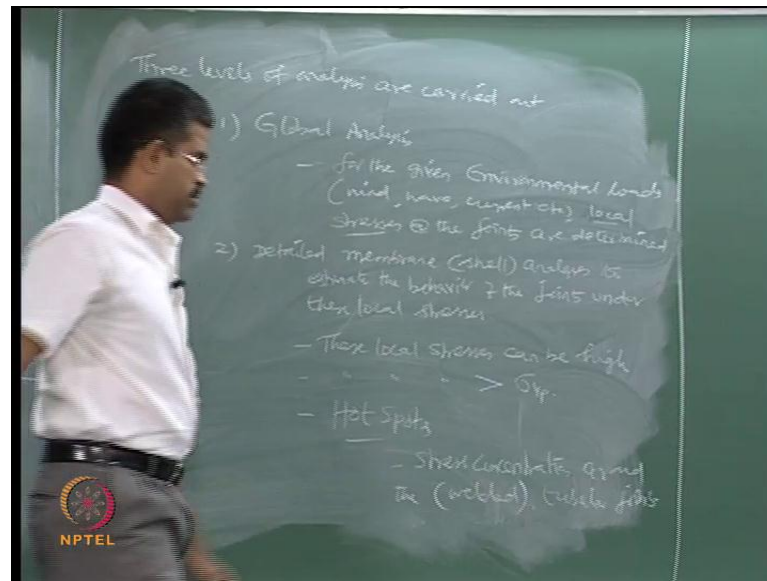 Three levels of analysis are carried out
1) Global Analysis
- for the given Environmental loads
(wind, wave, current etc) local
stresses @ the joints are determined
2) Detailed membrane (shell) analysis to
estimate the behavior of the joints under
these local stresses
- These local stresses can be high
- " " " > σyp.
- Hot Spots
- Stress concentration around
the (welded), tubular joints
NPTEL